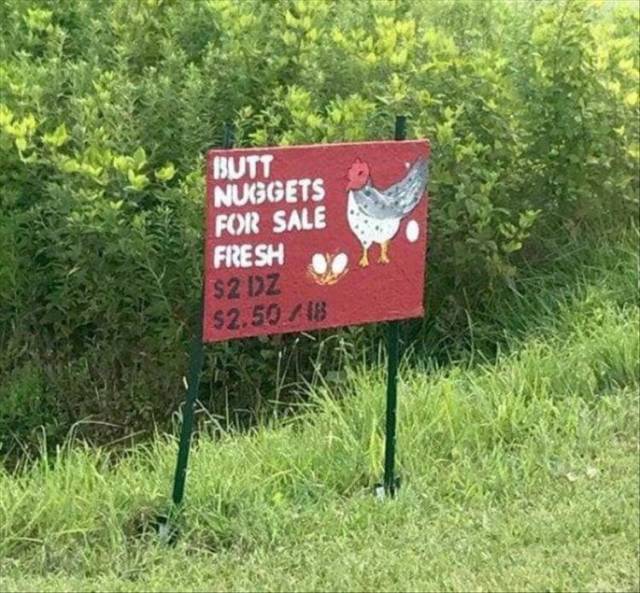 BUTT
NUGGETS
FOR SALE
FRESH
$2 DZ
$2.50 / 18